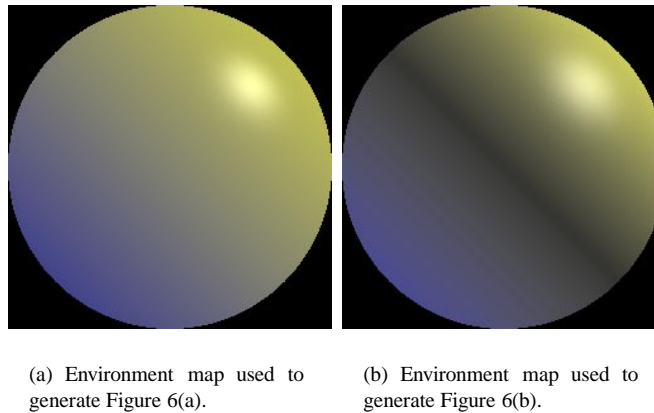 (a) Environment map used to
generate Figure 6(a).
(b) Environment map used to
generate Figure 6(b).